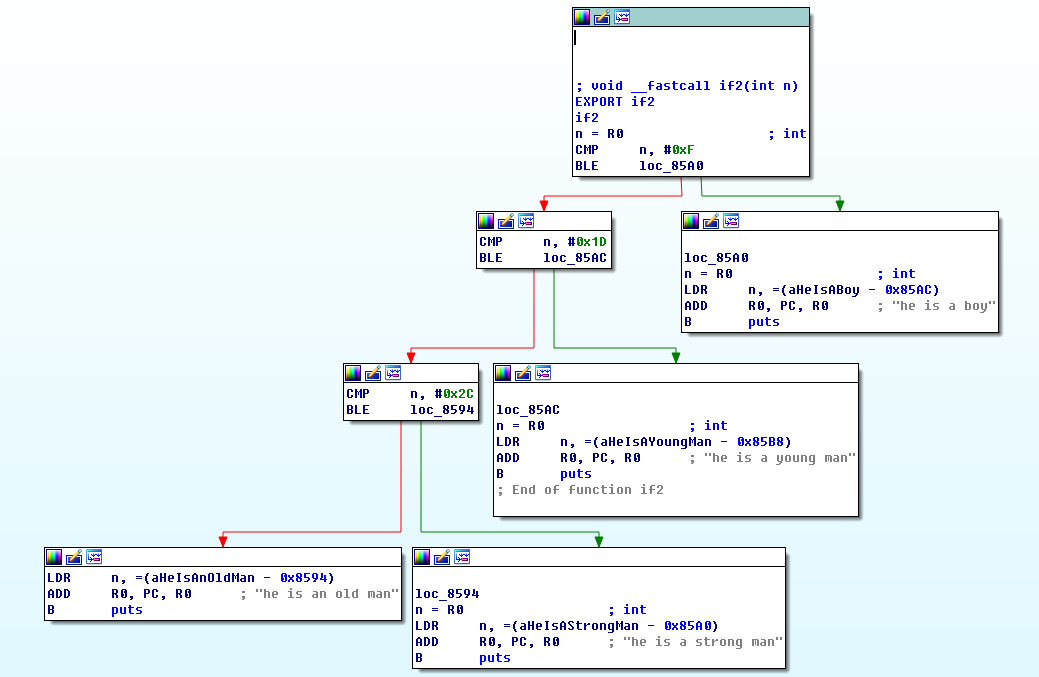 ; void __fastcall if2(int n)
EXPORT if2
if2
n = R0 ; int
CMP n, #0xF
BLE loc_85A0
CMP n, #0x1D
BLE loc_85AC
loc_85A0
n = R0 ; int
LDR n, =(aHeIsABoy - 0x85AC)
ADD R0, PC, R0 ; "he is a boy"
B puts
CMP n, #0x2C
BLE loc_8594
loc_85AC
n = R0 ; int
LDR n, =(aHeIsAYoungMan - 0x85B8)
ADD R0, PC, R0 ; "he is a young man"
B puts
; End of function if2
LDR n, =(aHeIsAnOldMan - 0x8594)
ADD R0, PC, R0 ; "he is an old man"
B puts
loc_8594
n = R0 ; int
LDR n, =(aHeIsAStrongMan - 0x85A0)
ADD R0, PC, R0 ; "he is a strong man"
B puts